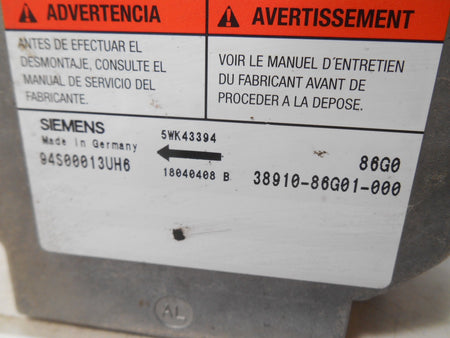 ADVERTENCIA
ANTES DE EFECTUAR EL
DESMONTAJE, CONSULTE EL
MANUAL DE SERVICIO DEL
FABRICANTE.
AVERTISSEMENT
VOIR LE MANUEL D´ENTRETIEN
DU FABRICANT AVANT DE
PROCEDER A LA DEPOSE.
SIEMENS
Made in Germany
94S00013UH6
5WK43394
18040408 B
86G0
38910-86G01-000
AL